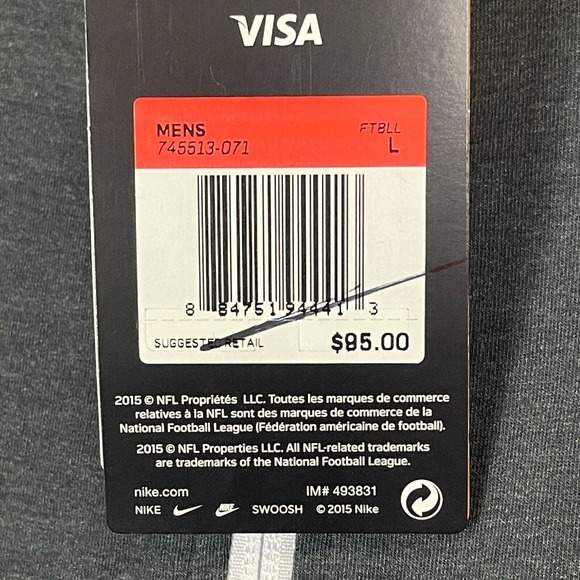 VISA
MENS FTBLL
745513-071 L
8 84751 94441 3
SUGGESTED RETAIL $95.00
2015 © NFL Propriétés LLC. Toutes les marques de commerce
relatives à la NFL sont des marques de commerce de la
National Football League (Fédération américaine de football).
2015 © NFL Properties LLC. All NFL-related trademarks
are trademarks of the National Football League.
nike.com IM# 493831
NIKE NIKE SWOOSH © 2015 Nike